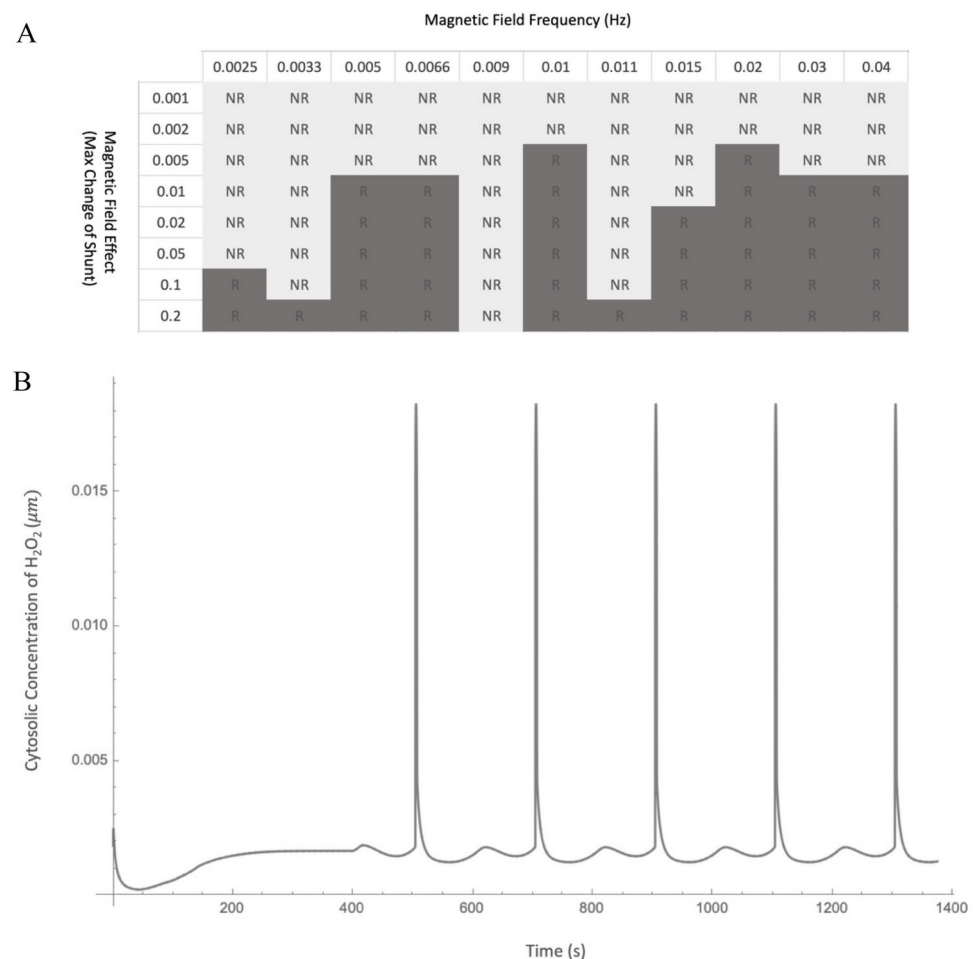 A
Magnetic Field Frequency (Hz)
0.0025 0.0033 0.005 0.0066 0.009 0.01 0.011 0.015 0.02 0.03 0.04
Magnetic Field Effect
(Max Change of Shunt)
0.001 NR NR NR NR NR NR NR NR NR NR NR
0.002 NR NR NR NR NR NR NR NR NR NR NR
0.005 NR NR NR NR NR R NR NR R NR NR
0.01 NR NR R R NR R NR NR R R R
0.02 NR NR R R NR R NR R R R R
0.05 NR NR R R NR R NR R R R R
0.1 R NR R R NR R NR R R R R
0.2 R R R R NR R R R R R R
B
Cytosolic Concentration of H₂O₂ (μm)
0.015
0.010
0.005
200 400 600 800 1000 1200 1400
Time (s)